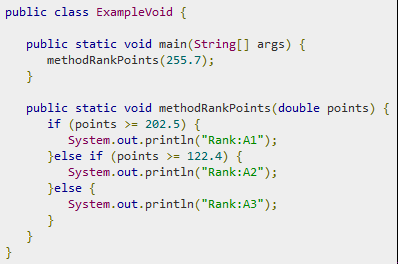 public class ExampleVoid {
public static void main(String[] args) {
methodRankPoints(255.7);
}
public static void methodRankPoints(double points) {
if (points >= 202.5) {
System.out.println("Rank:A1");
}else if (points >= 122.4) {
System.out.println("Rank:A2");
}else {
System.out.println("Rank:A3");
}
}
}